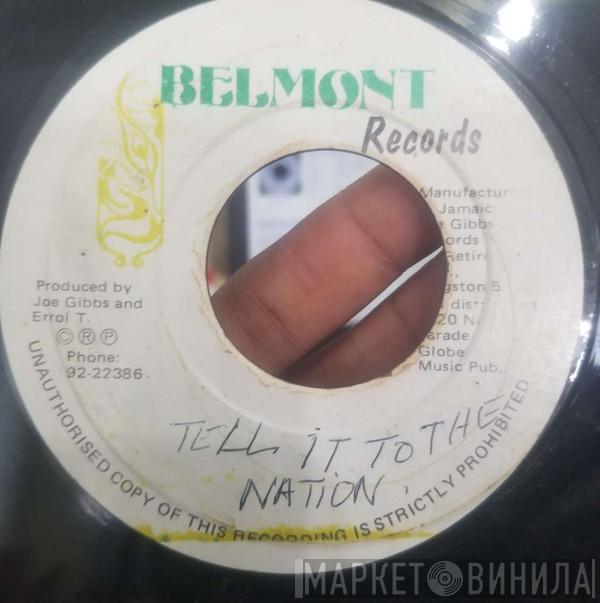 BELMONT
Records
Manufactur
Jamaic
Gibbs
ords
Retire
gston 5
dist
20 N.
arade
Globe
Music Pub.
Produced by
Joe Gibbs and
Errol T.
© ® ℗
Phone:
92-22386.
TELL IT TO THE
NATION
UNAUTHORISED COPY OF THIS RECORDING IS STRICTLY PROHIBITED
МАРКЕТ ВИНИЛА